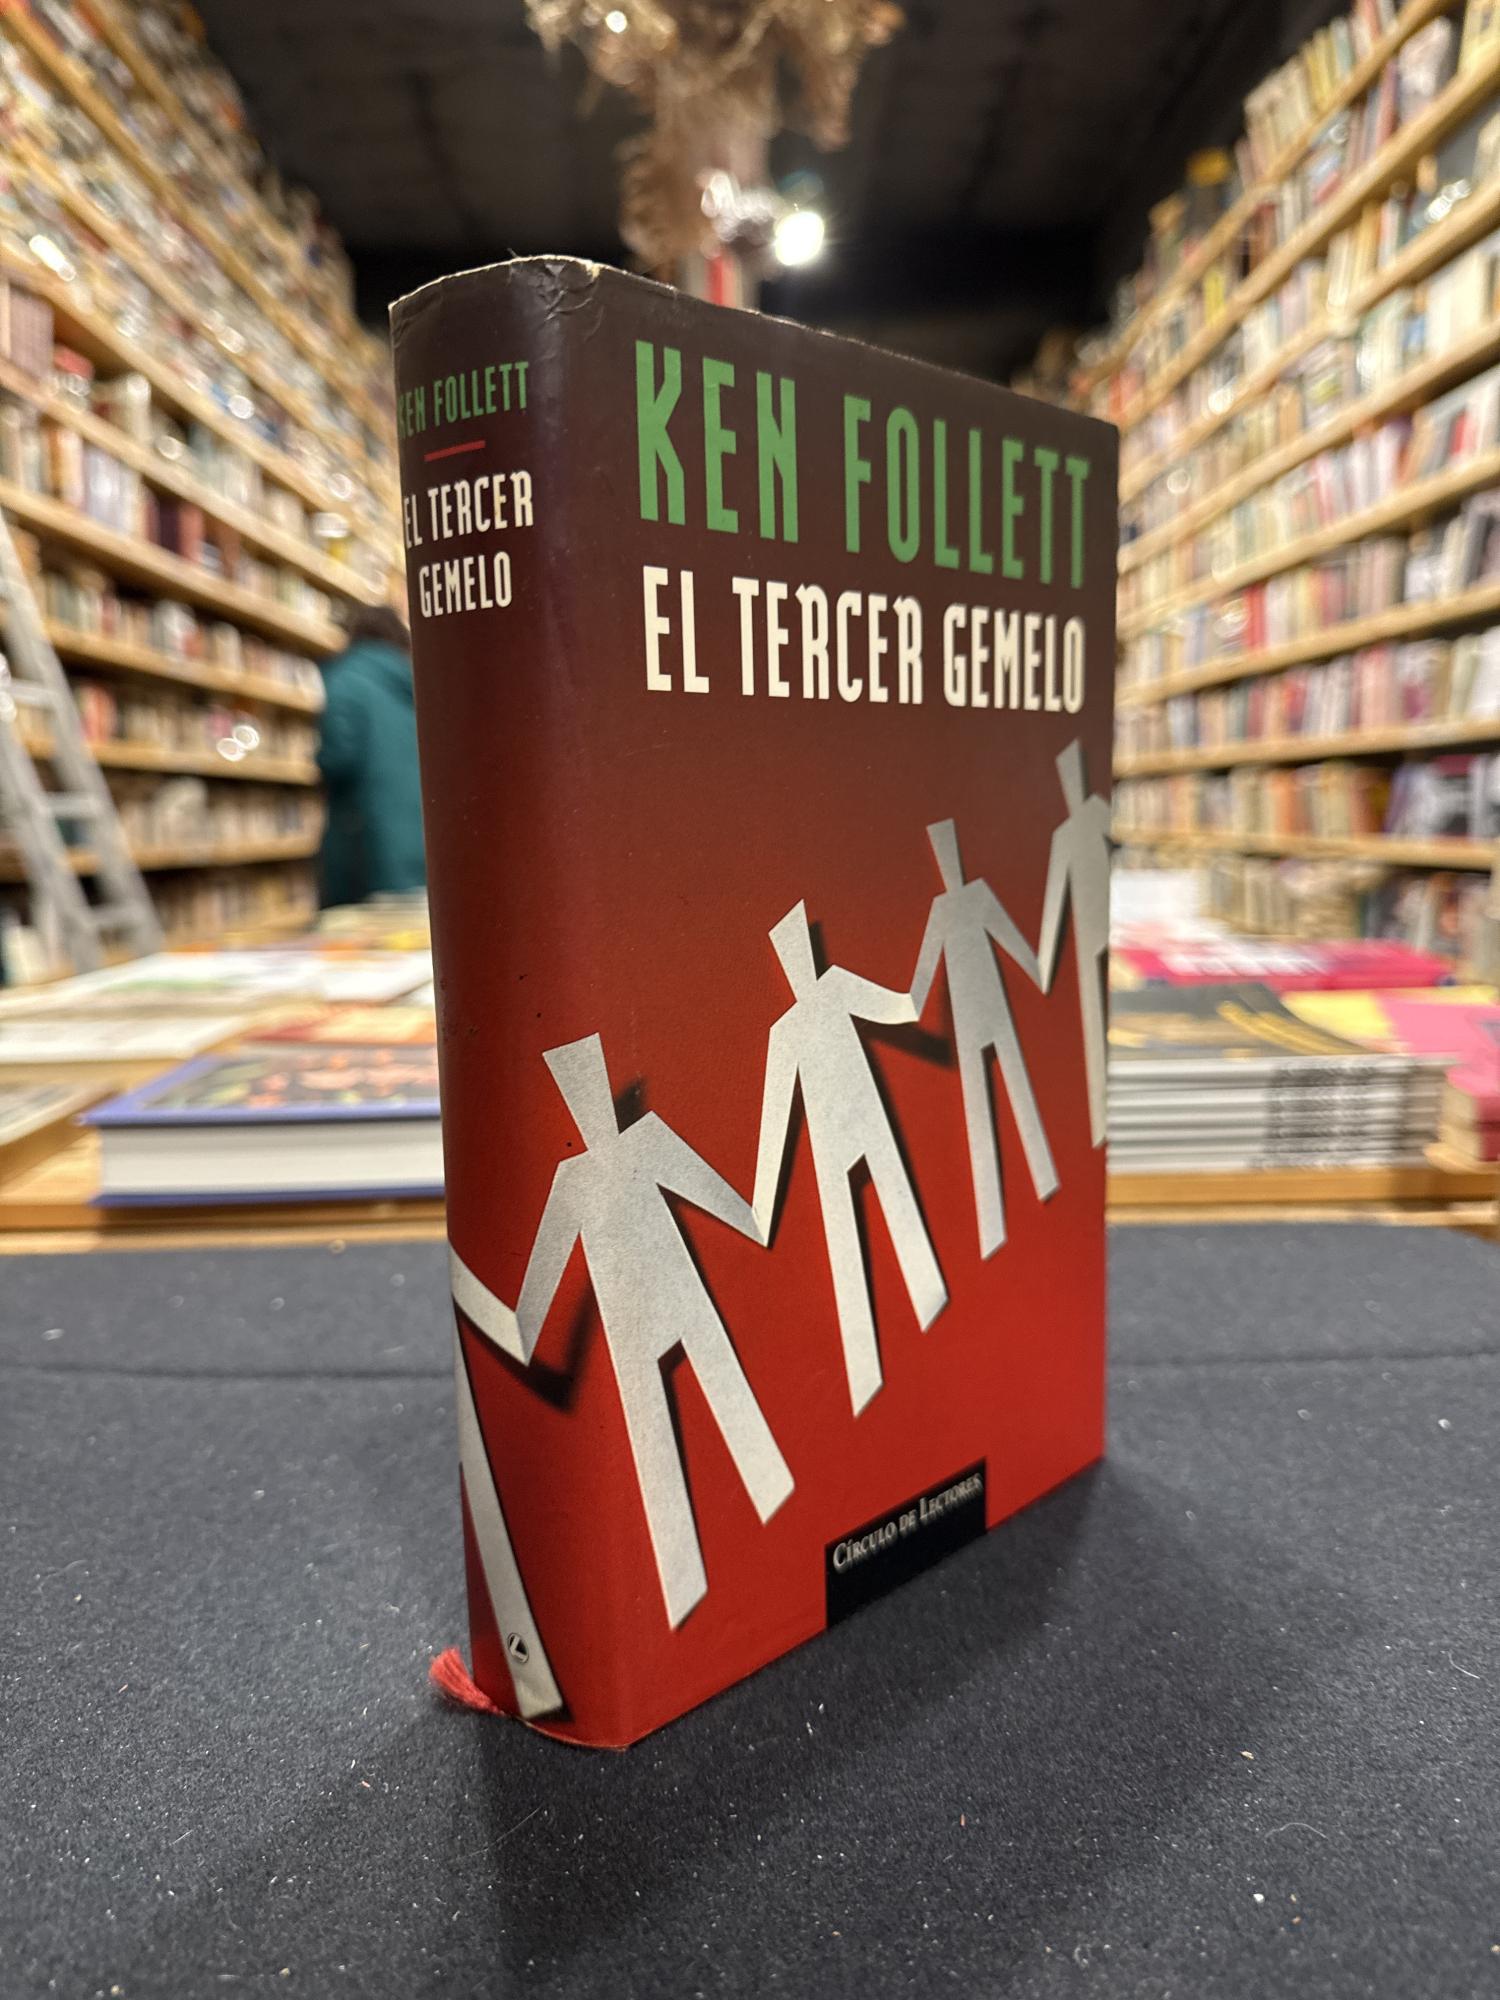 KEN FOLLETT
EL TERCER
GEMELO
KEN FOLLETT
EL TERCER GEMELO
CÍRCULO DE LECTORES